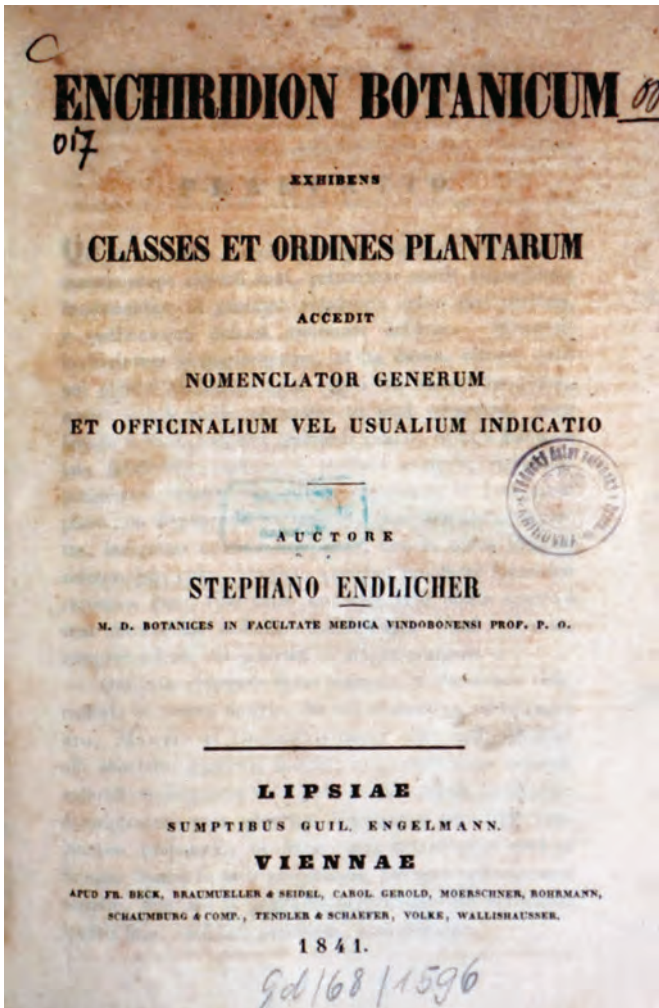 C
ENCHIRIDION BOTANICUM
017
EXHIBENS
CLASSES ET ORDINES PLANTARUM
ACCEDIT
NOMENCLATOR GENERUM
ET OFFICINALIUM VEL USUALIUM INDICATIO
KNIHOVNA
AUCTORE
STEPHANO ENDLICHER
M. D. BOTANICES IN FACULTATE MEDICA VINDOBONENSI PROF. P. O.
LIPSIAE
SUMPTIBUS GUIL. ENGELMANN.
VIENNAE
APUD FR. BECK, BRAUMUELLER & SEIDEL, CAROL. GEROLD, MOERSCHNER, ROHRMANN,
SCHAUMBURG & COMP., TENDLER & SCHAEFER, VOLKE, WALLISHAUSSER.
1841.
Gd/68/1596